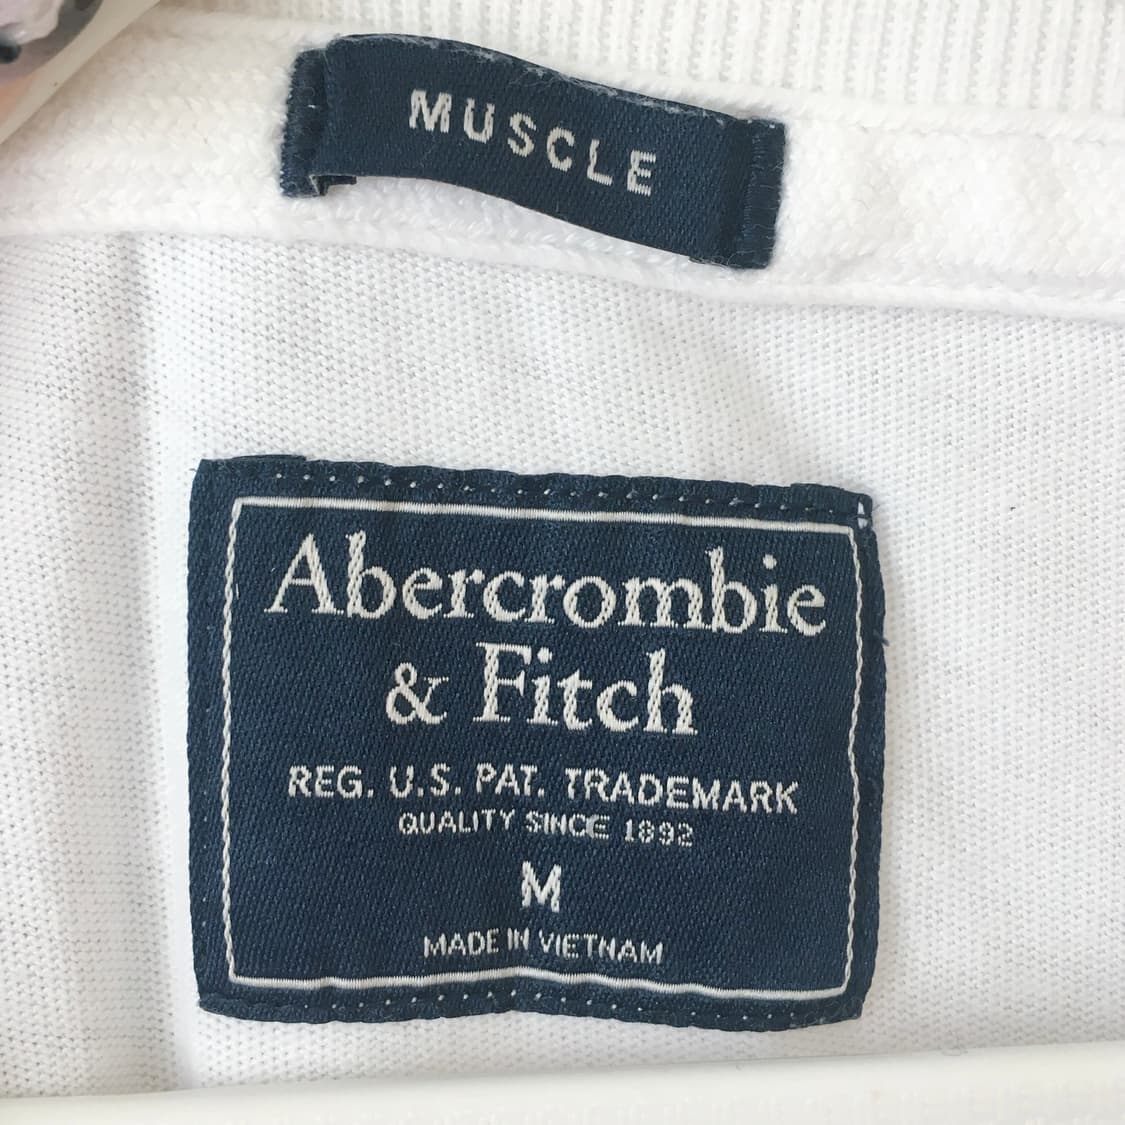 MUSCLE
Abercrombie
& Fitch
REG. U.S. PAT. TRADEMARK
QUALITY SINCE 1892
M
MADE IN VIETNAM